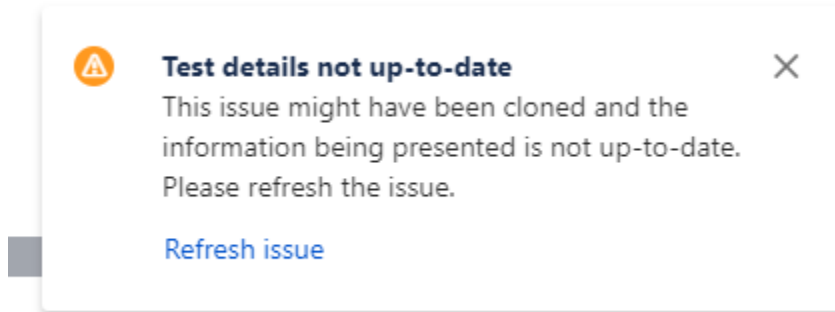 Test details not up-to-date
This issue might have been cloned and the
information being presented is not up-to-date.
Please refresh the issue.
Refresh issue